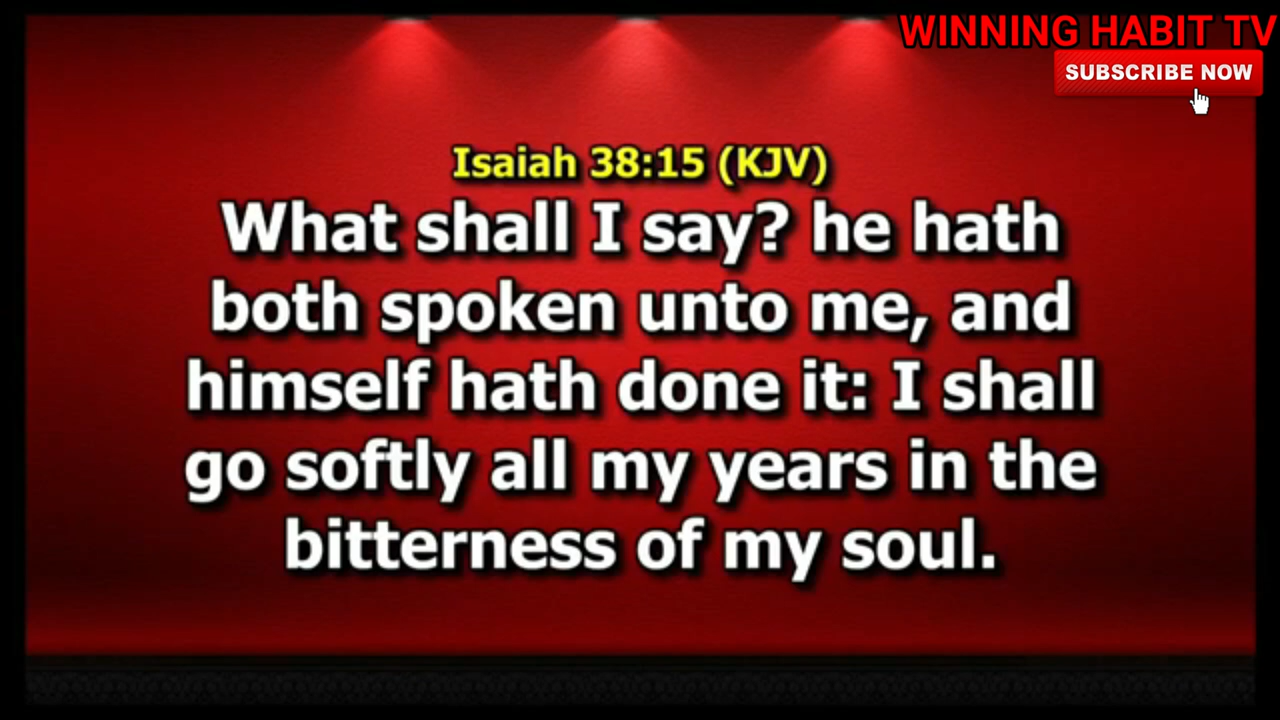 WINNING HABIT TV
SUBSCRIBE NOW
Isaiah 38:15 (KJV)
What shall I say? he hath
both spoken unto me, and
himself hath done it: I shall
go softly all my years in the
bitterness of my soul.